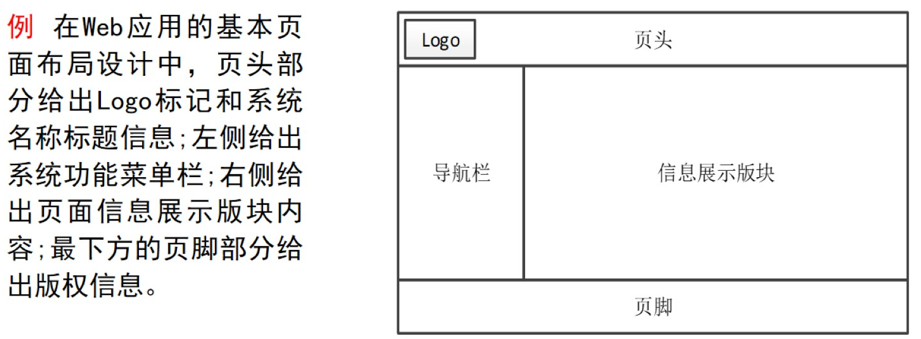 例 在Web应用的基本页
面布局设计中，页头部
分给出Logo标记和系统
名称标题信息;左侧给出
系统功能菜单栏;右侧给
出页面信息展示版块内
容;最下方的页脚部分给
出版权信息。
Logo
页头
导航栏
信息展示版块
页脚